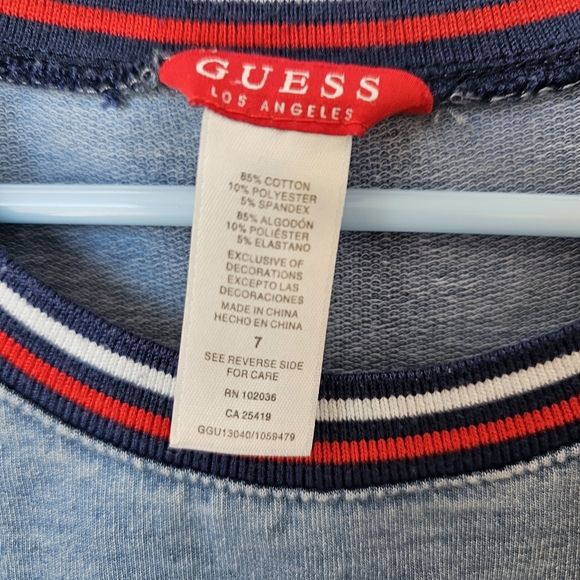 GUESS
LOS ANGELES
85% COTTON
10% POLYESTER
5% SPANDEX
85% ALGODÓN
10% POLIÉSTER
5% ELASTANO
EXCLUSIVE OF
DECORATIONS
EXCEPTO LAS
DECORACIONES
MADE IN CHINA
HECHO EN CHINA
7
SEE REVERSE SIDE
FOR CARE
RN 102036
CA 25419
GGU13040/1059479